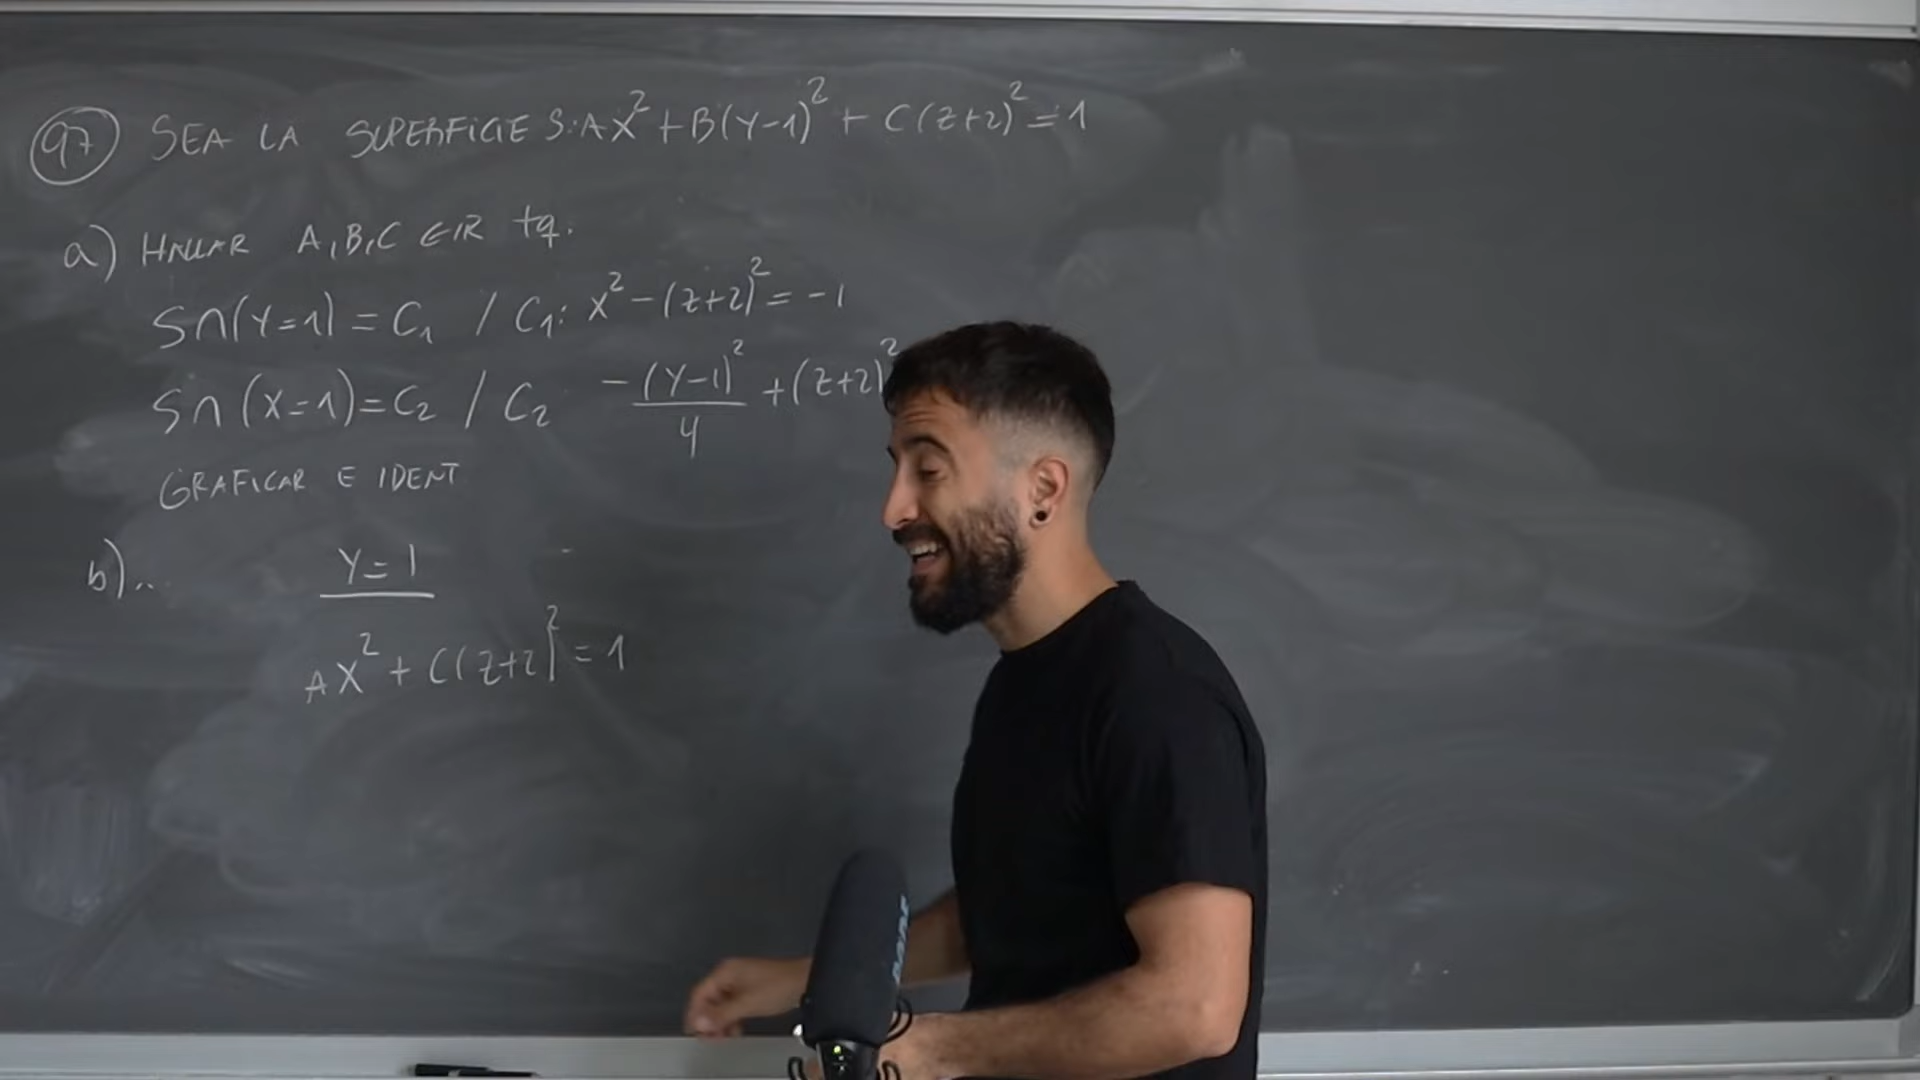 97 SEA LA SUPERFICIE S: AX² + B(Y-1)² + C(Z+2)² = 1
a) HALLAR A,B,C ∈ IR tq.
S∩(Y=1) = C₁ / C₁: X² - (Z+2)² = -1
S∩(X=1) = C₂ / C₂ -(Y-1)²/4 + (Z+2)²
GRAFICAR E IDENT
b)..
Y=1
AX² + C(Z+2)² = 1